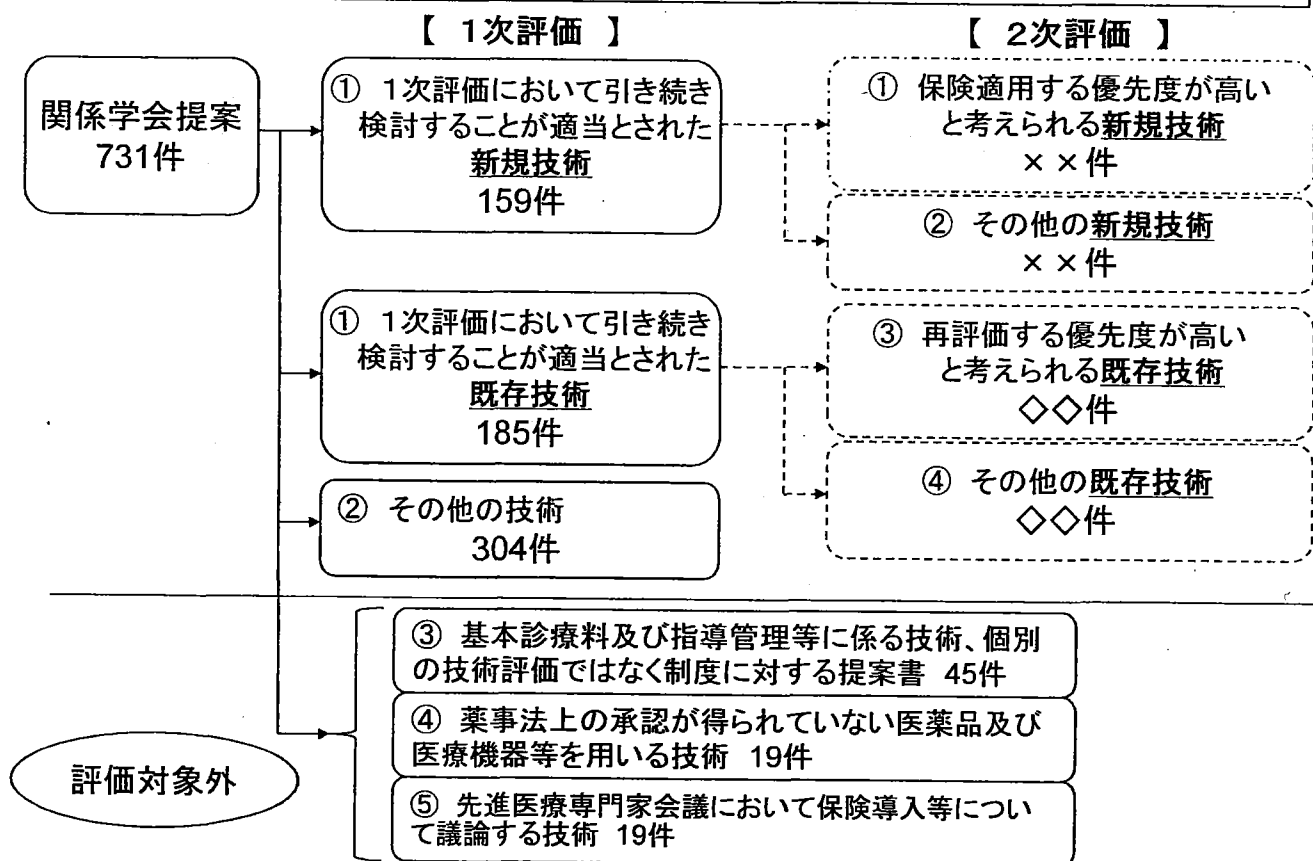 【 1次評価 】
【 2次評価 】
関係学会提案
731件
① 1次評価において引き続き
検討することが適当とされた
新規技術
159件
① 保険適用する優先度が高い
と考えられる新規技術
××件
② その他の新規技術
××件
① 1次評価において引き続き
検討することが適当とされた
既存技術
185件
③ 再評価する優先度が高い
と考えられる既存技術
◇◇件
④ その他の既存技術
◇◇件
② その他の技術
304件
評価対象外
③ 基本診療料及び指導管理等に係る技術、個別
の技術評価ではなく制度に対する提案書 45件
④ 薬事法上の承認が得られていない医薬品及び
医療機器等を用いる技術 19件
⑤ 先進医療専門家会議において保険導入等につい
て議論する技術 19件